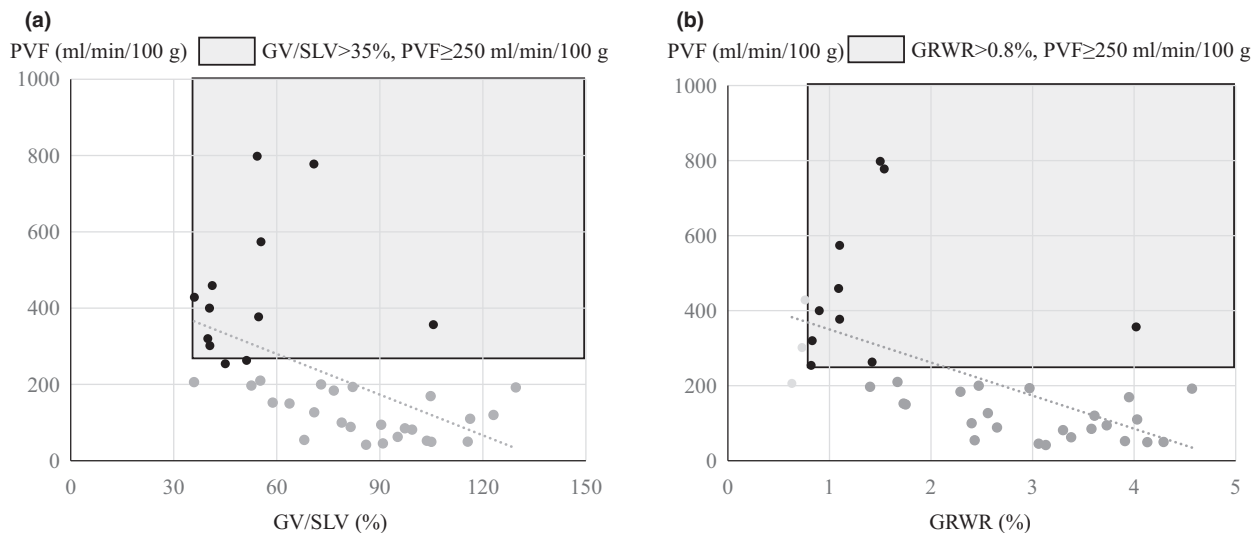 (a)
PVF (ml/min/100 g) GV/SLV>35%, PVF≥250 ml/min/100 g
1000
800
600
400
200
0
0 30 60 90 120 150
GV/SLV (%)
(b)
PVF (ml/min/100 g) GRWR>0.8%, PVF≥250 ml/min/100 g
1000
800
600
400
200
0
0 1 2 3 4 5
GRWR (%)